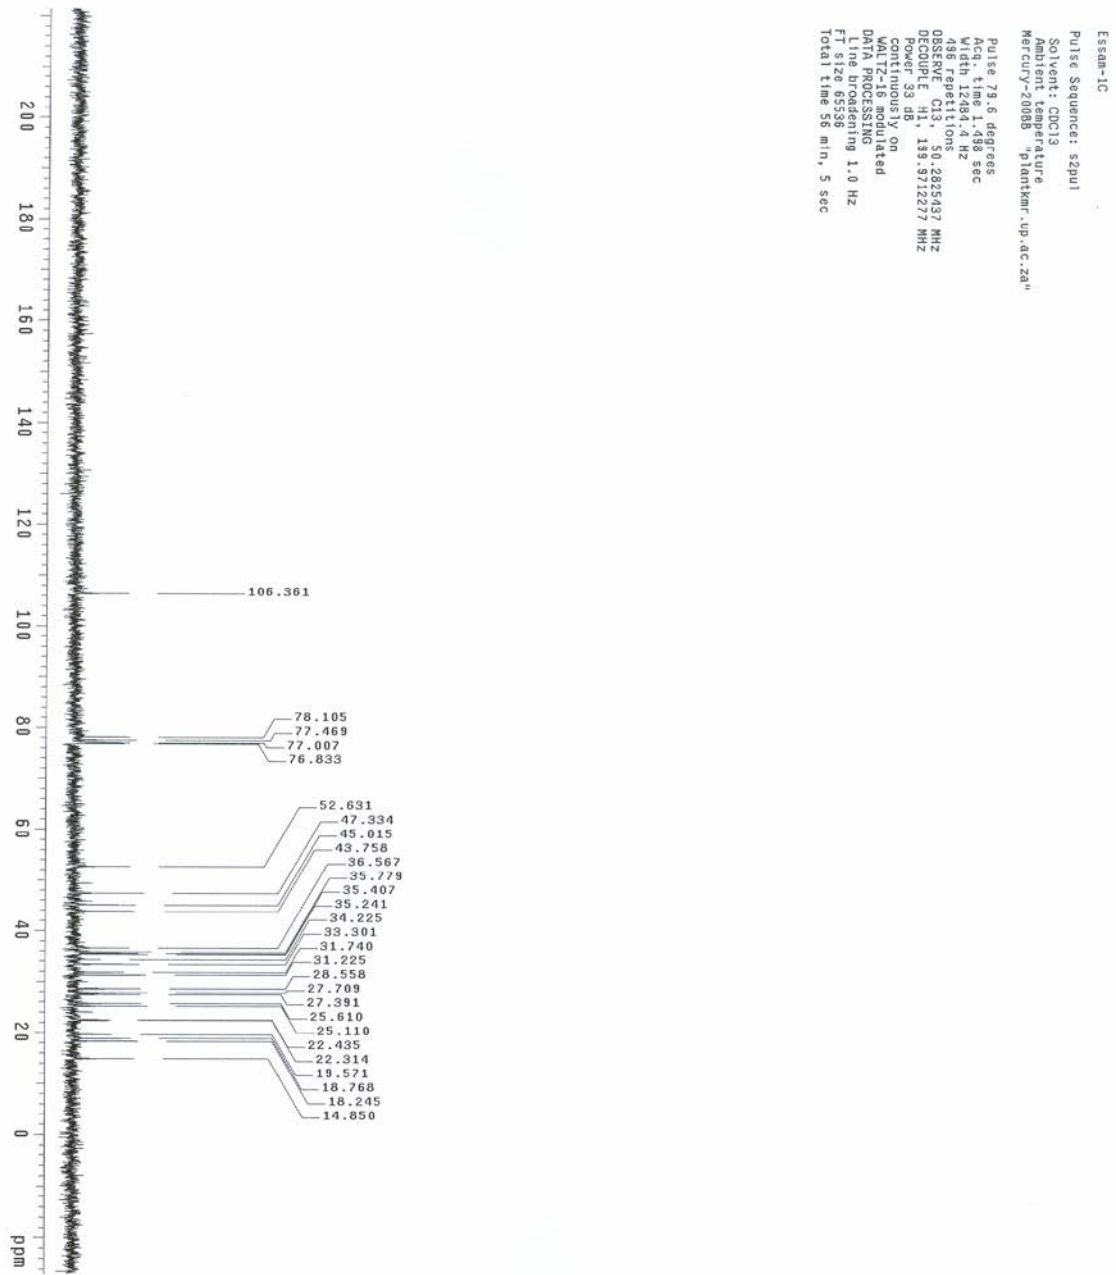 Essam-1C
Pulse Sequence: s2pul
Solvent: CDCl3
Ambient temperature
Mercury-200BB "plantkmr.up.ac.za"
Pulse 79.6 degrees
Acq. time 1.498 sec
Width 12484.4 Hz
496 repetitions
OBSERVE C13, 50.2825437 MHz
DECOUPLE H1, 199.9712277 MHz
Power 33 dB
continuously on
WALTZ-16 modulated
DATA PROCESSING
Line broadening 1.0 Hz
FT size 65536
Total time 56 min, 5 sec
106.361
78.105
77.469
77.007
76.833
52.631
47.334
45.015
43.758
36.567
35.779
35.407
35.241
34.225
33.301
31.740
31.225
28.558
27.709
27.391
25.610
25.110
22.435
22.314
19.571
18.768
18.245
14.850
200
180
160
140
120
100
80
60
40
20
0
ppm